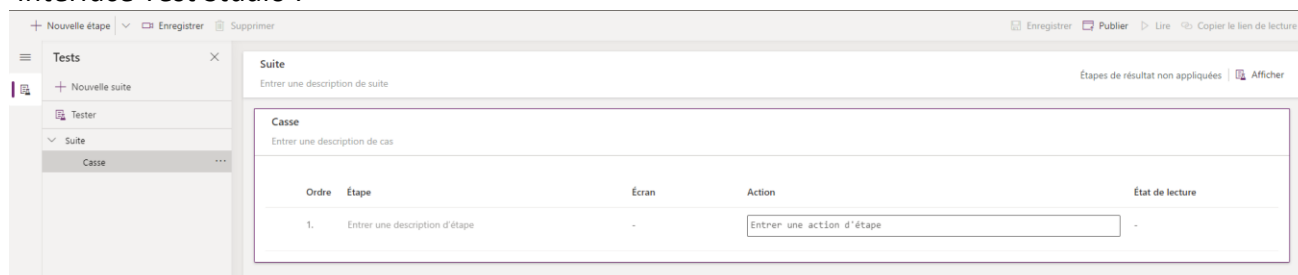 Interface Test Studio :
Nouvelle étape Enregistrer Supprimer Enregistrer Publier Lire Copier le lien de lecture
Tests
Nouvelle suite
Tester
Suite
Casse
Suite
Entrer une description de suite
Étapes de résultat non appliquées Afficher
Casse
Entrer une description de cas
Ordre Étape Écran Action État de lecture
1. Entrer une description d'étape - Entrer une action d'étape -